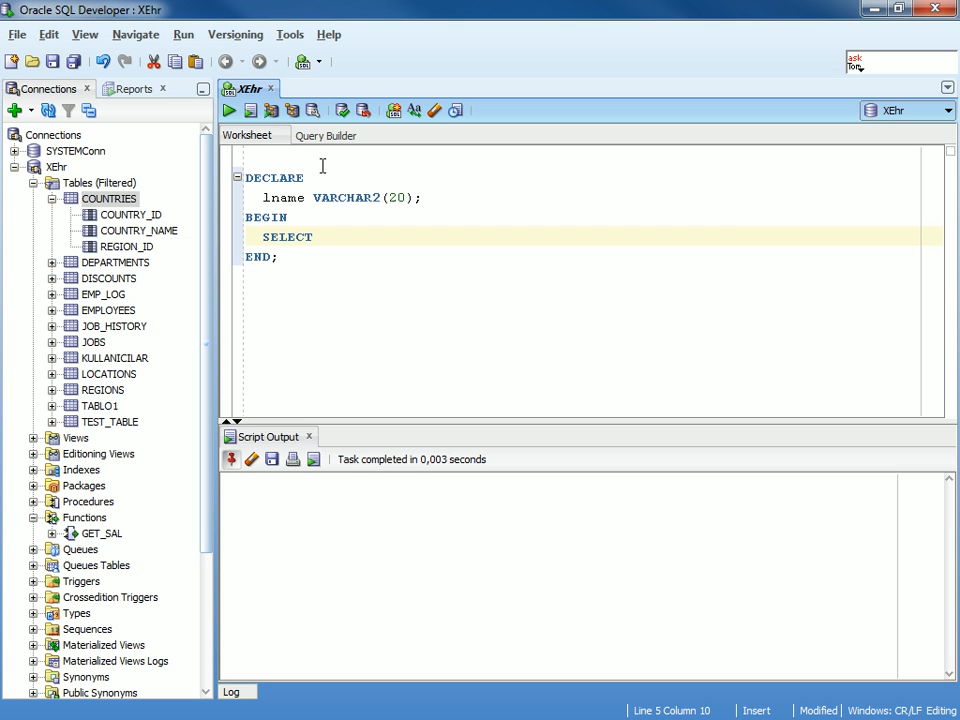 Oracle SQL Developer : XEhr
File Edit View Navigate Run Versioning Tools Help
ask
Tom
Connections
Reports
XEhr
XEhr
Worksheet
Query Builder
Connections
SYSTEMConn
XEhr
Tables (Filtered)
COUNTRIES
COUNTRY_ID
COUNTRY_NAME
REGION_ID
DEPARTMENTS
DISCOUNTS
EMP_LOG
EMPLOYEES
JOB_HISTORY
JOBS
KULLANICILAR
LOCATIONS
REGIONS
TABLO1
TEST_TABLE
Views
Editioning Views
Indexes
Packages
Procedures
Functions
GET_SAL
Queues
Queues Tables
Triggers
Crossedition Triggers
Types
Sequences
Materialized Views
Materialized Views Logs
Synonyms
Public Synonyms
DECLARE
lname VARCHAR2(20);
BEGIN
SELECT
END;
Script Output
Task completed in 0,003 seconds
Log
Line 5 Column 10
Insert
Modified
Windows: CR/LF Editing